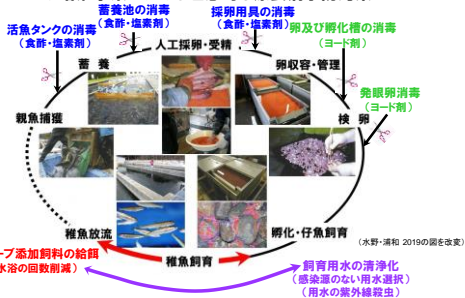 蓄養池の消毒
(食酢・塩素剤)
採卵用具の消毒
(食酢・塩素剤)
活魚タンクの消毒
(食酢・塩素剤)
卵及び孵化槽の消毒
(ヨード剤)
人工採卵・受精
蓄 養
卵収容・管理
発眼卵消毒
(ヨード剤)
親魚捕獲
検 卵
稚魚放流
孵化・仔魚飼育
(水野・浦和 2019の図を改変)
ープ添加飼料の給餌
水浴の回数削減)
稚魚飼育
飼育用水の清浄化
(感染源のない用水選択)
(用水の紫外線殺虫)